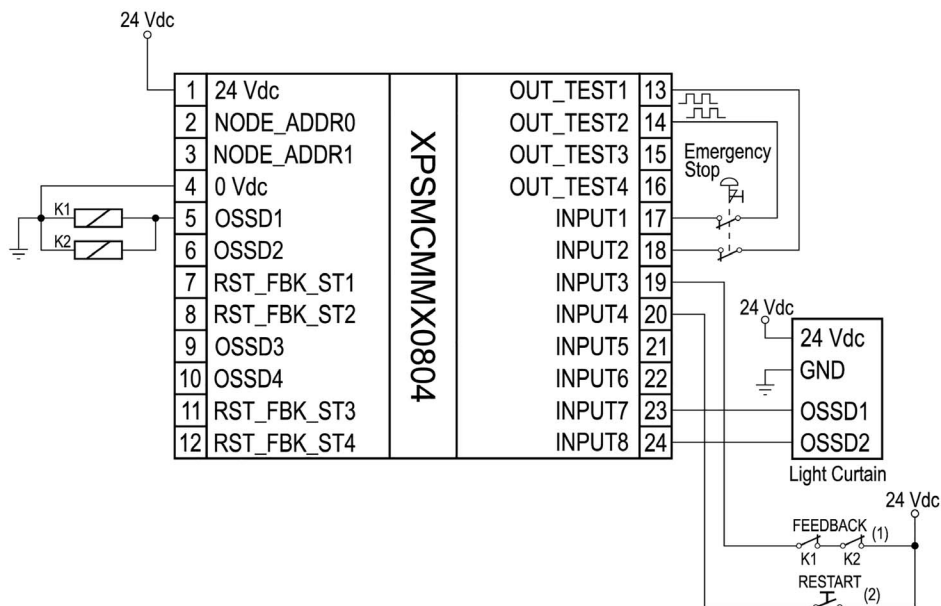 24 Vdc
1 24 Vdc
2 NODE_ADDR0
3 NODE_ADDR1
4 0 Vdc
5 OSSD1
6 OSSD2
7 RST_FBK_ST1
8 RST_FBK_ST2
9 OSSD3
10 OSSD4
11 RST_FBK_ST3
12 RST_FBK_ST4
K1
K2
XPSMCMMX0804
OUT_TEST1 13
OUT_TEST2 14
OUT_TEST3 15
OUT_TEST4 16
INPUT1 17
INPUT2 18
INPUT3 19
INPUT4 20
INPUT5 21
INPUT6 22
INPUT7 23
INPUT8 24
Emergency
Stop
24 Vdc
24 Vdc
GND
OSSD1
OSSD2
Light Curtain
24 Vdc
FEEDBACK (1)
K1 K2
RESTART (2)